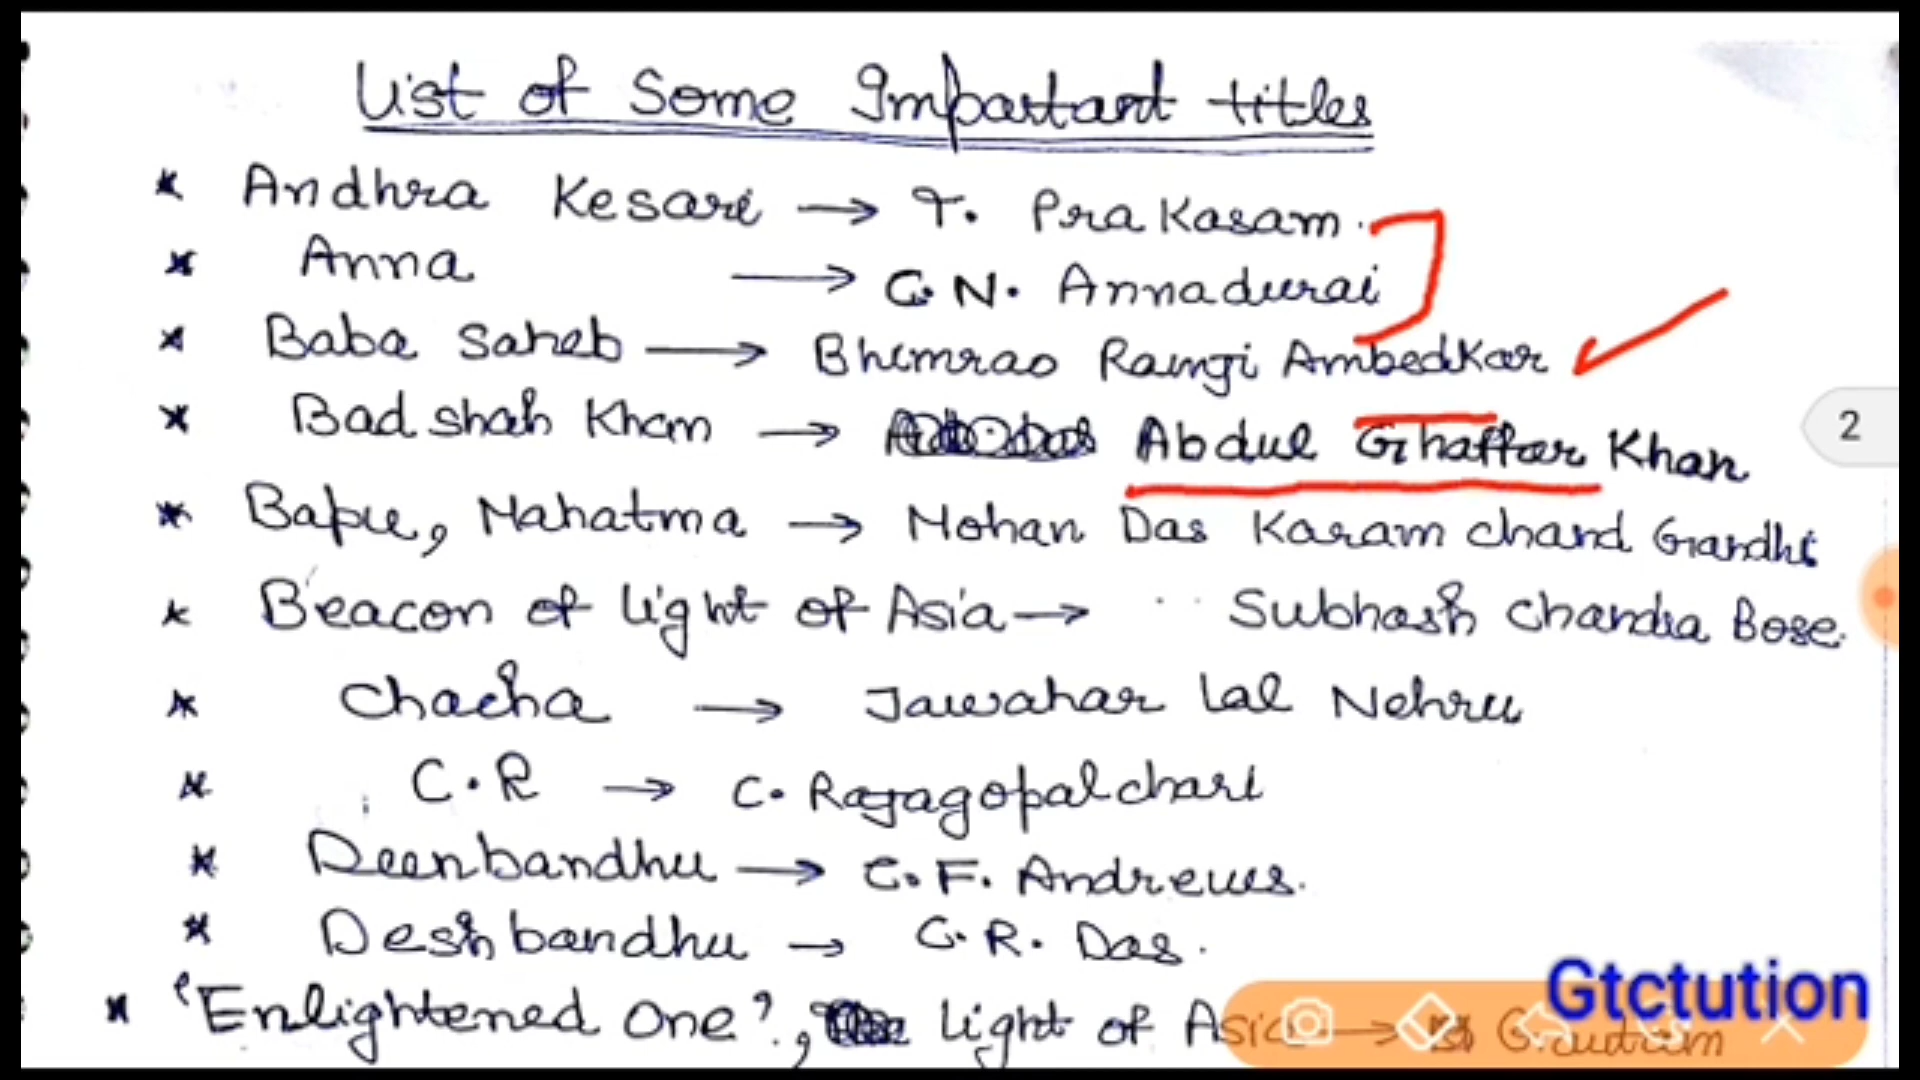 List of Some Important titles
* Andhra Kesari → T. Prakasam.
* Anna → C. N. Annadurai
* Baba Saheb → Bhimrao Ramji Ambedkar
* Badshah Khan → Abdul Ghaffar Khan
* Bapu, Mahatma → Mohan Das Karam chand Gandhi
* Beacon of light of Asia → Subhash Chandra Bose.
* Chacha → Jawahar Lal Nehru
* C.R → C. Rajagopalchari
* Deenbandhu → C. F. Andrews.
* Deshbandhu → C. R. Das.
* 'Enlightened One', light of Asia → Gautam
2
Gtctution